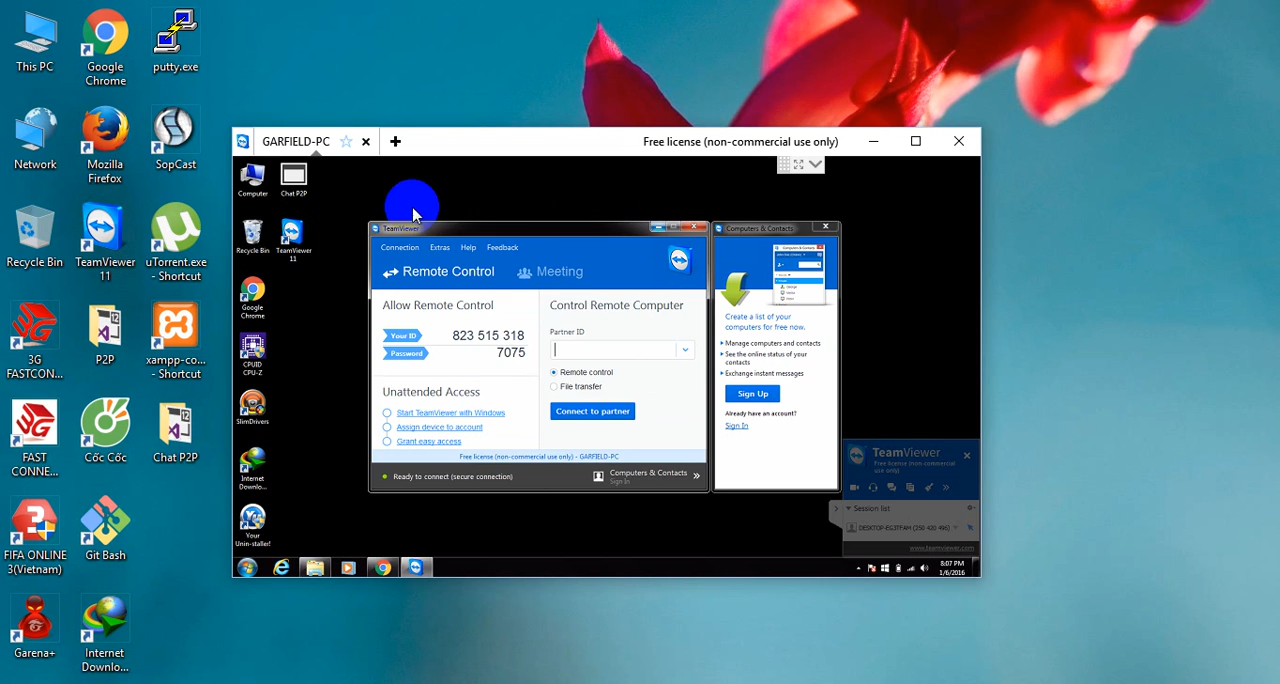 This PC
Google
Chrome
putty.exe
Network
Mozilla
Firefox
SopCast
Recycle Bin
TeamViewer
11
uTorrent.exe
- Shortcut
3G
FASTCON...
P2P
xampp-co...
- Shortcut
FAST
CONNE...
Cốc Cốc
Chat P2P
FIFA ONLINE
3(Vietnam)
Git Bash
Garena+
Internet
Downlo...
GARFIELD-PC
Free license (non-commercial use only)
Computer
Chat P2P
Recycle Bin
TeamViewer
11
Google
Chrome
CPUID
CPU-Z
SlimDrivers
Internet
Downlo...
Your
Unin-staller!
TeamViewer
Connection Extras Help Feedback
Remote Control Meeting
Allow Remote Control
Your ID 823 515 318
Password 7075
Unattended Access
Start TeamViewer with Windows
Assign device to account
Grant easy access
Control Remote Computer
Partner ID
Remote control
File transfer
Connect to partner
Free license (non-commercial use only) - GARFIELD-PC
Ready to connect (secure connection)
Computers & Contacts
Sign In
Computers & Contacts
Create a list of your
computers for free now.
Manage computers and contacts
See the online status of your
contacts
Exchange instant messages
Sign Up
Already have an account?
Sign In
TeamViewer
Free license (non-commercial
use only)
Session list
www.teamviewer.com
8:07 PM
1/6/2016